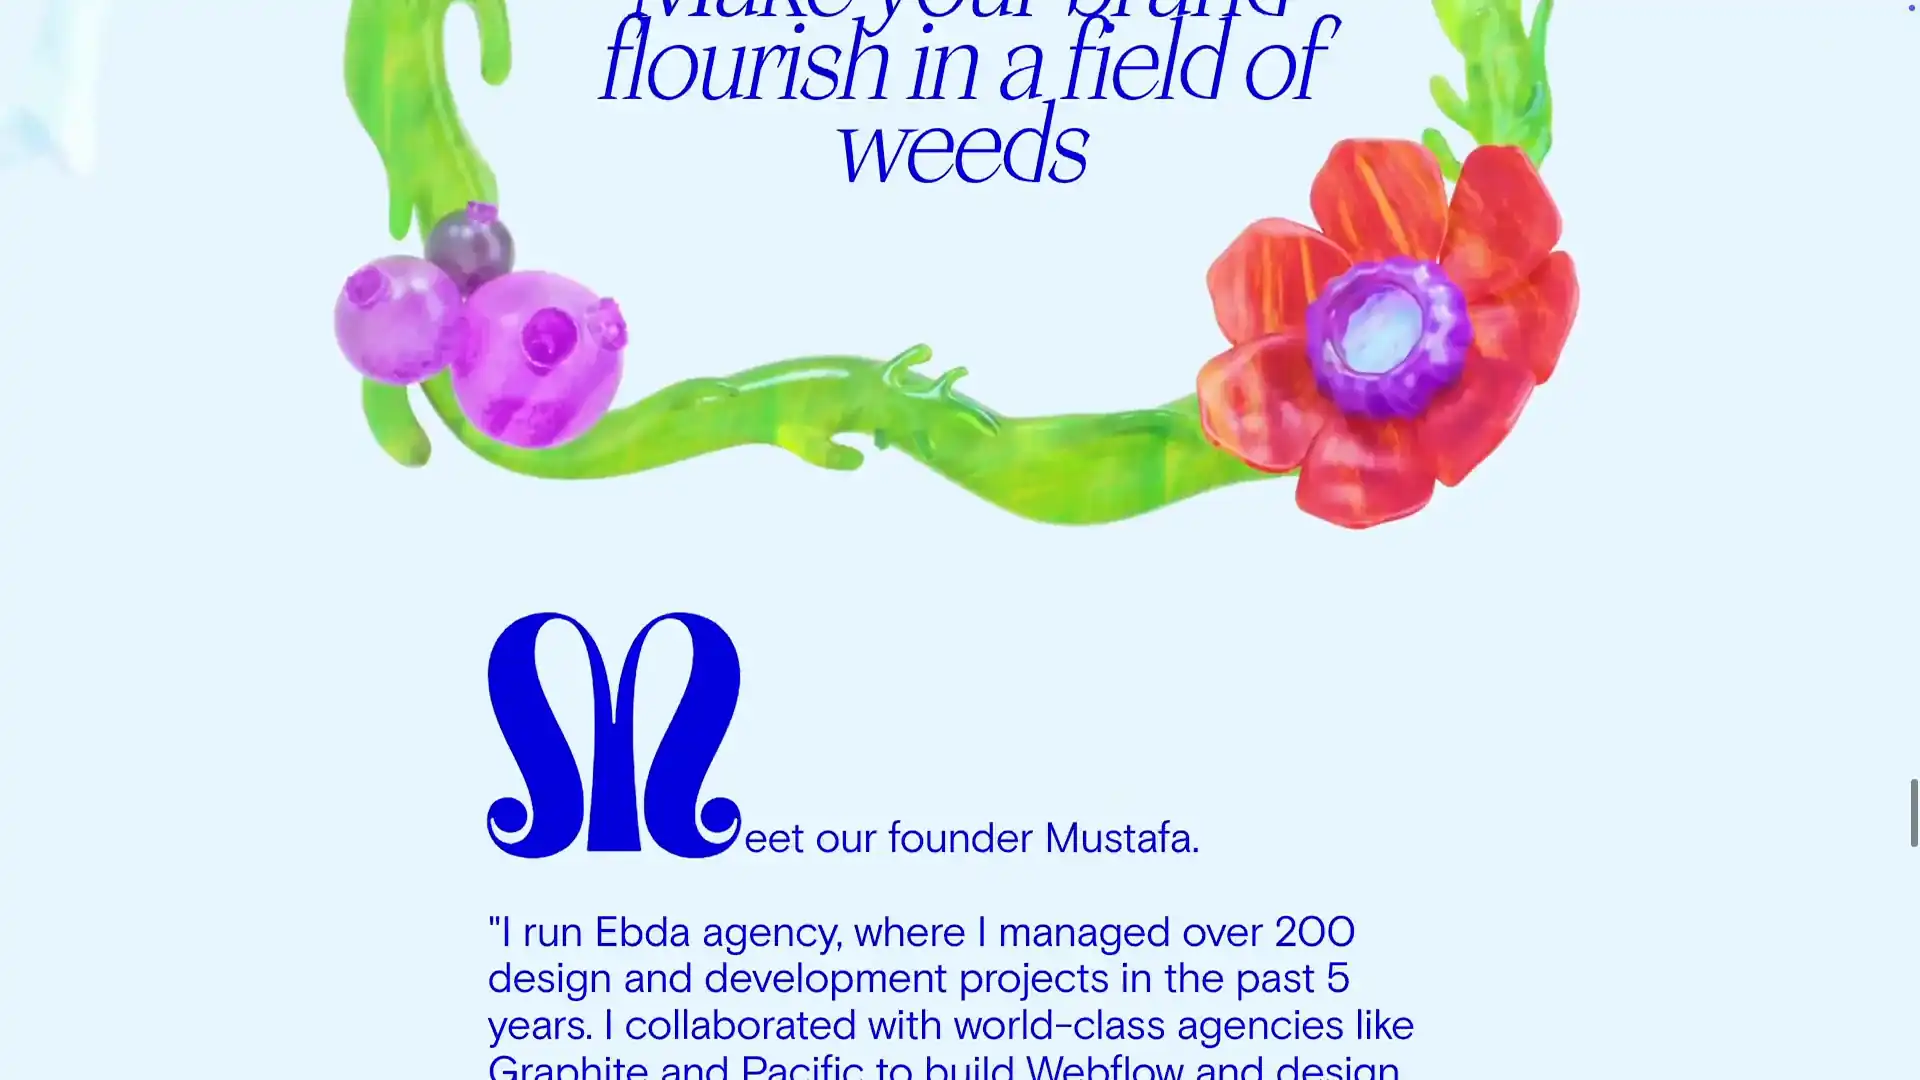 Make your brand
flourish in a field of
weeds
Meet our founder Mustafa.
"I run Ebda agency, where I managed over 200
design and development projects in the past 5
years. I collaborated with world-class agencies like
Graphite and Pacific to build Webflow and design